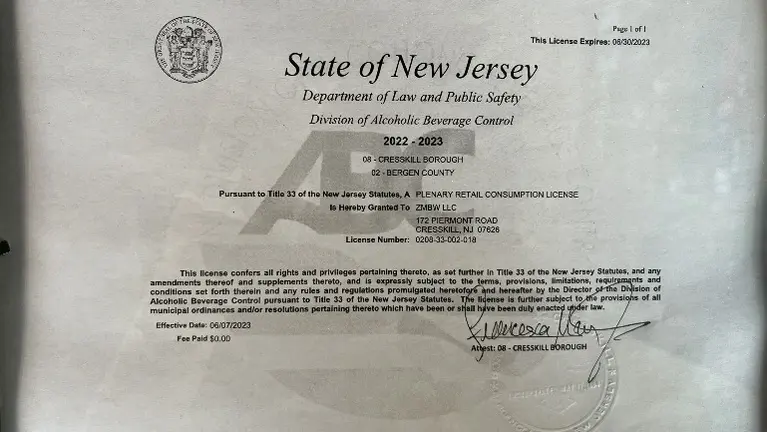 Page 1 of 1
This License Expires: 06/30/2023
State of New Jersey
Department of Law and Public Safety
Division of Alcoholic Beverage Control
ABC
2022 - 2023
08 - CRESSKILL BOROUGH
02 - BERGEN COUNTY
Pursuant to Title 33 of the New Jersey Statutes, A PLENARY RETAIL CONSUMPTION LICENSE
Is Hereby Granted To ZMBW LLC
172 PIERMONT ROAD
CRESSKILL, NJ 07626
License Number: 0208-33-002-018
This license confers all rights and privileges pertaining thereto, as set further in Title 33 of the New Jersey Statutes, and any
amendments thereof and supplements thereto, and is expressly subject to the terms, provisions, limitations, requirements and
conditions set forth therein and any rules and regulations promulgated heretofore and hereafter by the Director of the Division of
Alcoholic Beverage Control pursuant to Title 33 of the New Jersey Statutes. The license is further subject to the provisions of all
municipal ordinances and/or resolutions pertaining thereto which have been or shall have been duly enacted under law.
Effective Date: 06/07/2023
Fee Paid $0.00
Attest: 08 - CRESSKILL BOROUGH